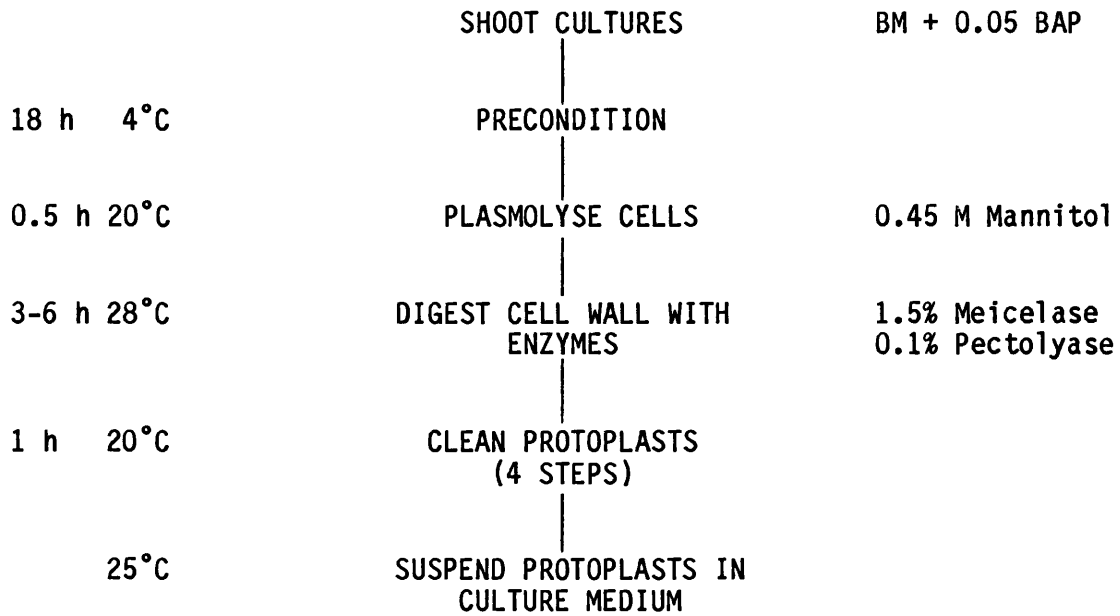 SHOOT CULTURES BM + 0.05 BAP
18 h 4°C PRECONDITION
0.5 h 20°C PLASMOLYSE CELLS 0.45 M Mannitol
3-6 h 28°C DIGEST CELL WALL WITH 1.5% Meicelase
ENZYMES 0.1% Pectolyase
1 h 20°C CLEAN PROTOPLASTS
(4 STEPS)
25°C SUSPEND PROTOPLASTS IN
CULTURE MEDIUM